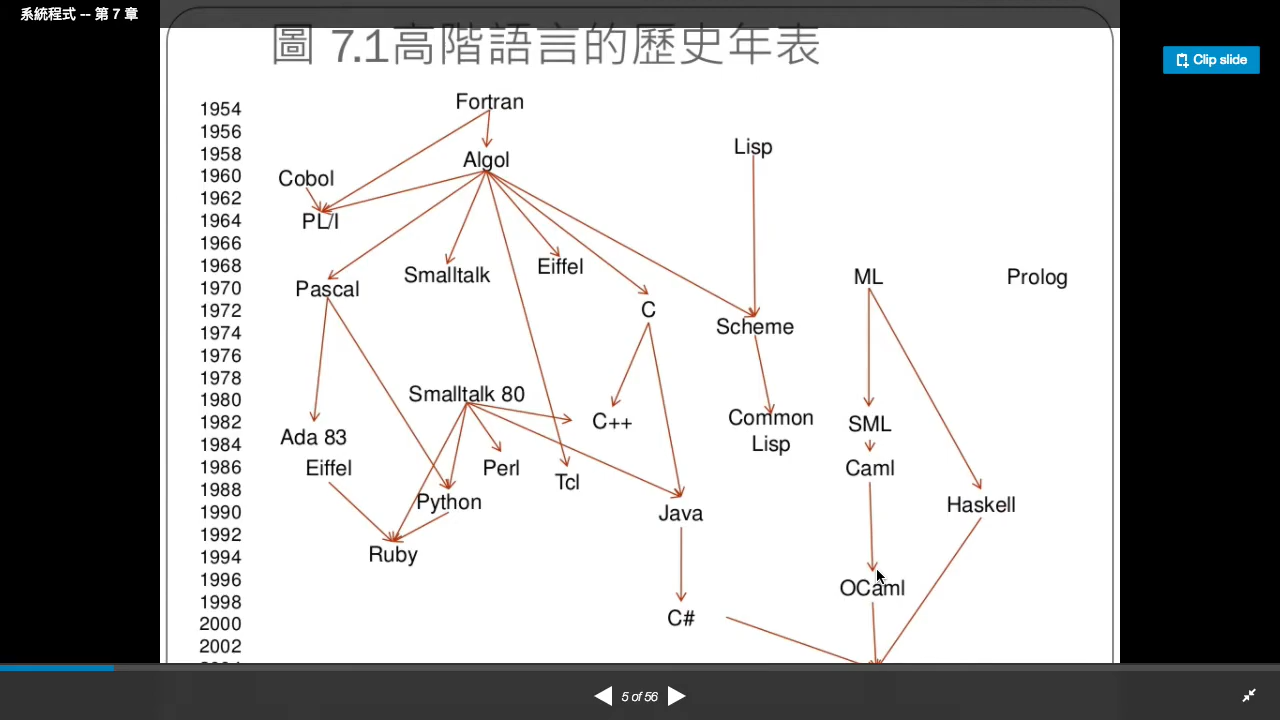 系統程式 -- 第 7 章
圖 7.1高階語言的歷史年表
Clip slide
1954
Fortran
1956
1958
Lisp
Algol
1960
Cobol
1962
1964
PL/I
1966
1968
Smalltalk
Eiffel
ML
Prolog
1970
Pascal
1972
C
1974
Scheme
1976
1978
1980
Smalltalk 80
1982
C++
Common
Lisp
SML
1984
Ada 83
1986
Eiffel
Perl
Tcl
Caml
1988
Python
Haskell
1990
Java
1992
1994
Ruby
1996
OCaml
1998
2000
C#
2002
5 of 56